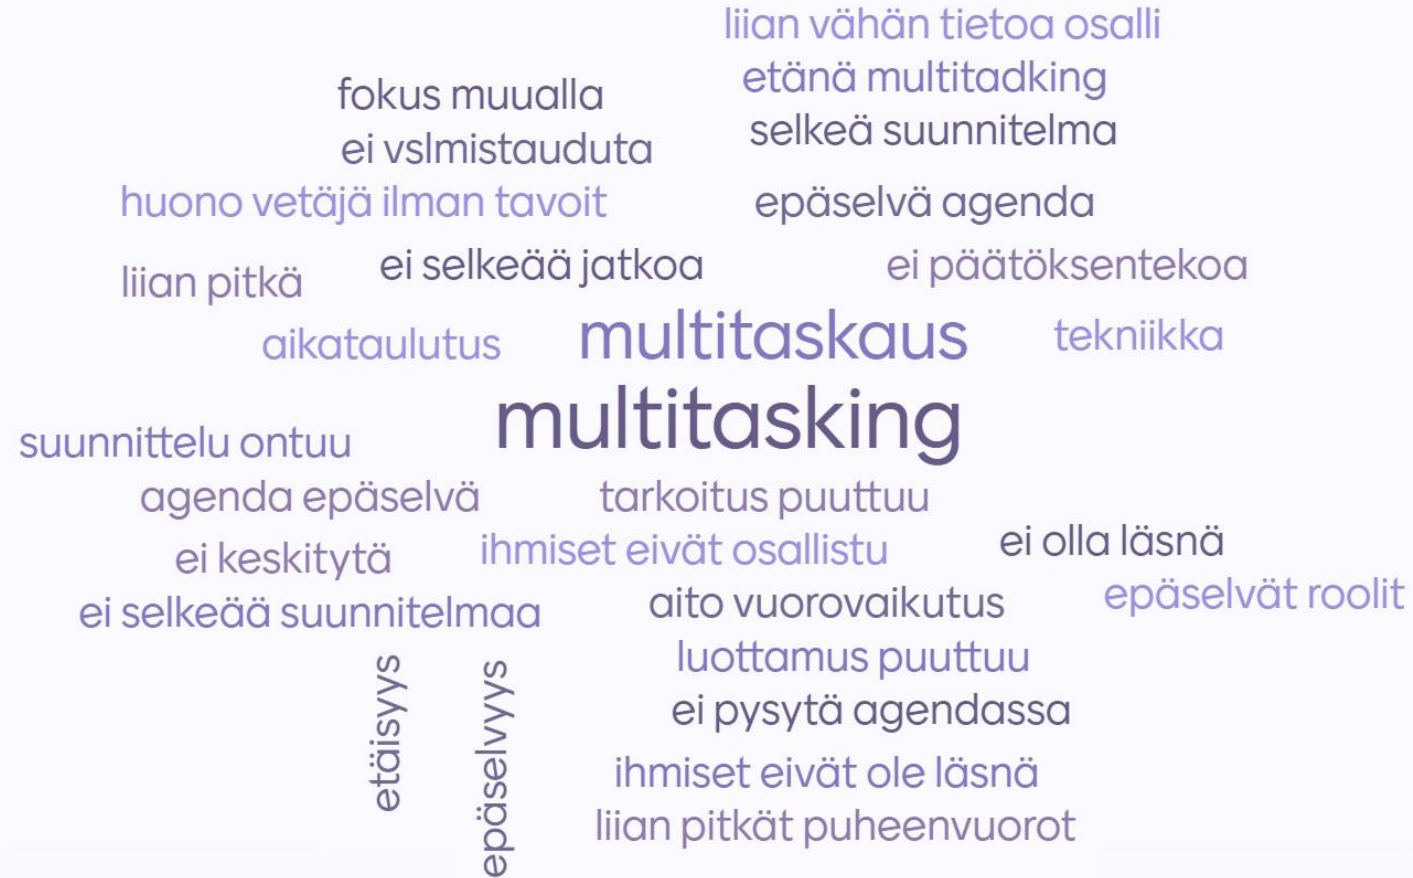 liian vähän tietoa osalli
etänä multitadking
fokus muualla
selkeä suunnitelma
ei vslmistauduta
huono vetäjä ilman tavoit
epäselvä agenda
ei selkeää jatkoa
ei päätöksentekoa
liian pitkä
multitaskaus
tekniikka
aikataulutus
multitasking
suunnittelu ontuu
agenda epäselvä
tarkoitus puuttuu
ei olla läsnä
ihmiset eivät osallistu
ei keskitytä
epäselvät roolit
aito vuorovaikutus
ei selkeää suunnitelmaa
luottamus puuttuu
ei pysytä agendassa
etäisyys
epäselvyys
ihmiset eivät ole läsnä
liian pitkät puheenvuorot